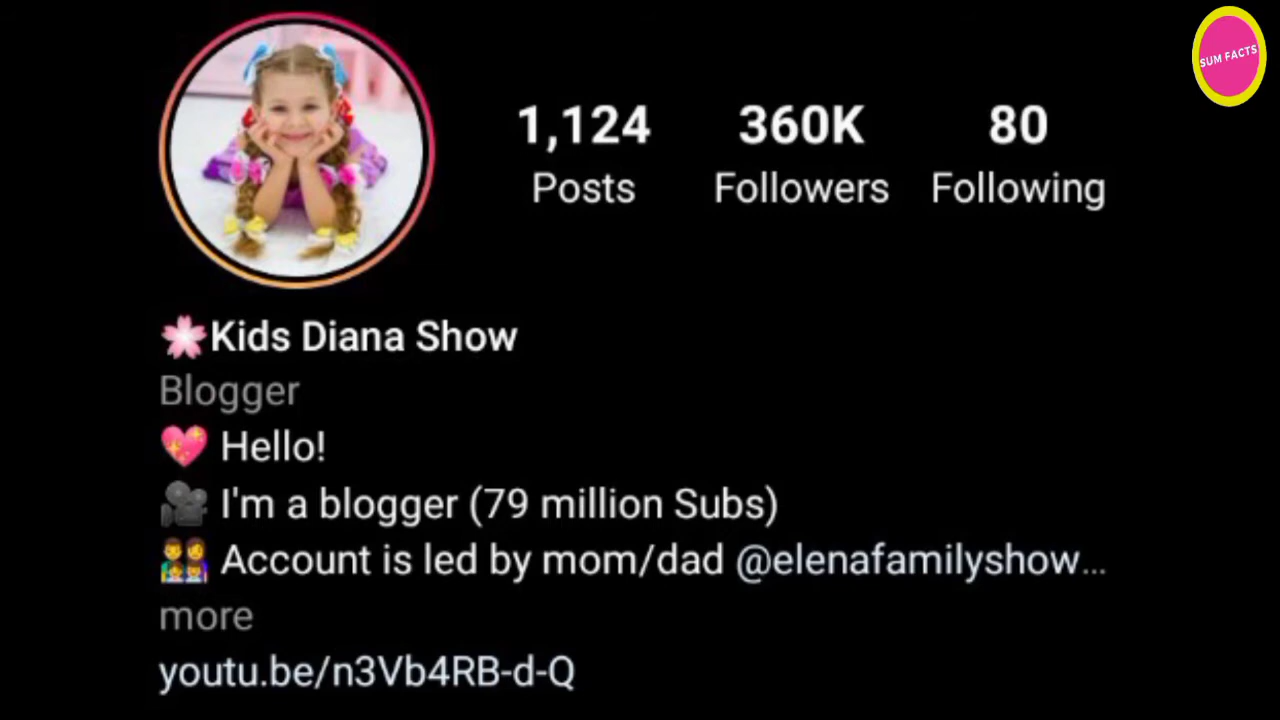 SUM FACTS
1,124 360K 80
Posts Followers Following
🌸Kids Diana Show
Blogger
💖 Hello!
🎥 I'm a blogger (79 million Subs)
👨‍👩‍👧‍👦 Account is led by mom/dad @elenafamilyshow...
more
youtu.be/n3Vb4RB-d-Q